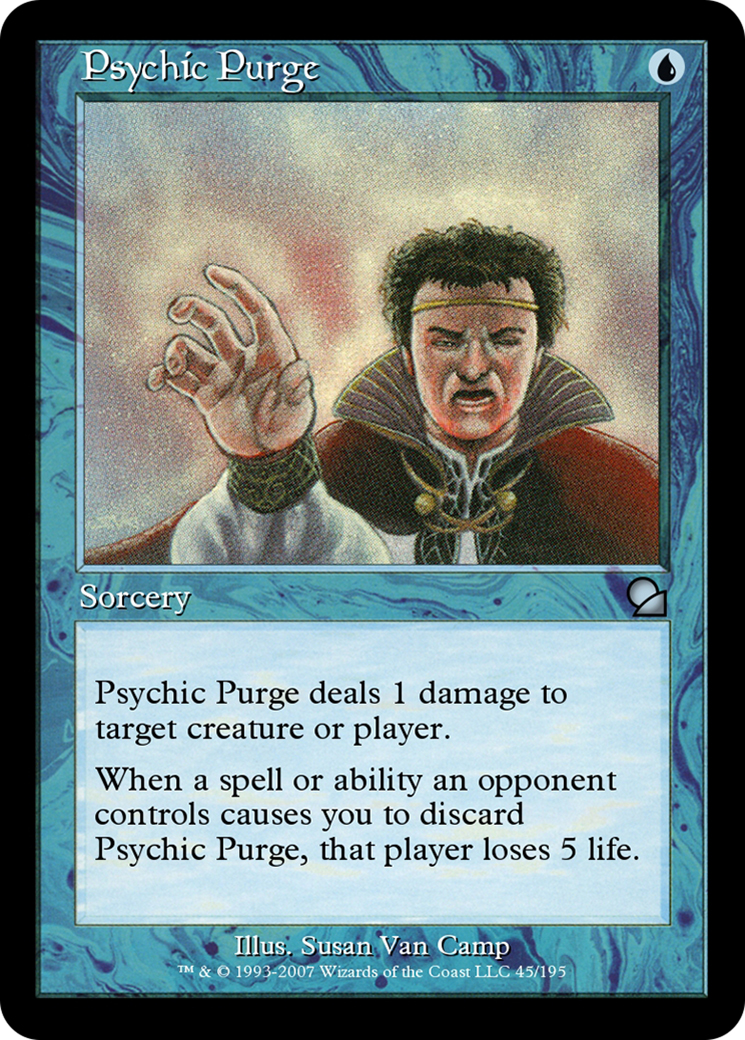 Psychic Purge
Sorcery
Psychic Purge deals 1 damage to
target creature or player.
When a spell or ability an opponent
controls causes you to discard
Psychic Purge, that player loses 5 life.
Illus. Susan Van Camp
™ & © 1993-2007 Wizards of the Coast LLC 45/195